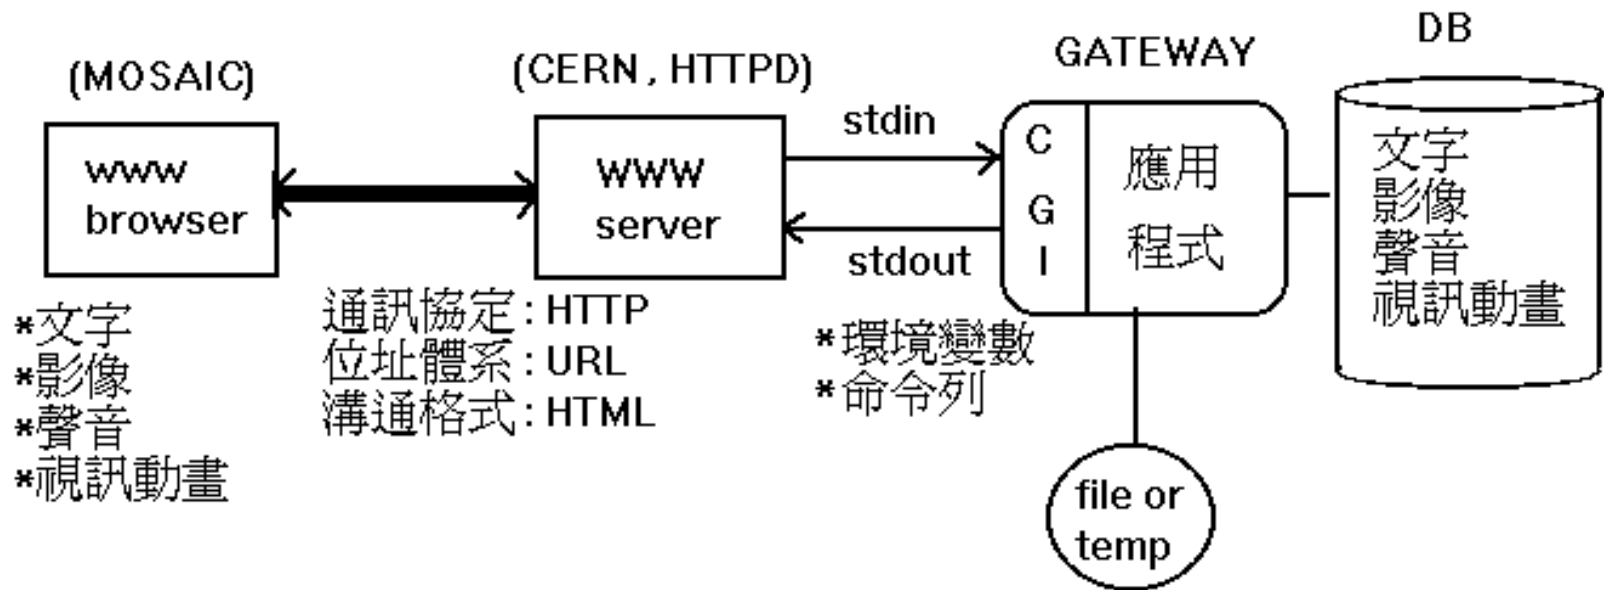 (MOSAIC)
www
browser
*文字
*影像
*聲音
*視訊動畫
(CERN , HTTPD)
WWW
server
通訊協定 : HTTP
位址體系 : URL
溝通格式 : HTML
stdin
stdout
*環境變數
*命令列
GATEWAY
C
G
I
應用
程式
file or
temp
DB
文字
影像
聲音
視訊動畫